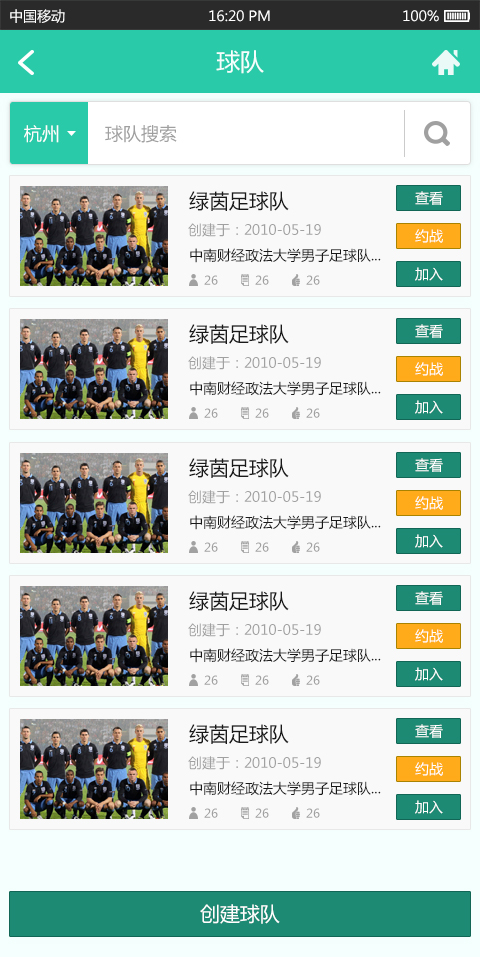 中国移动 16:20 PM 100%
球队
杭州 球队搜索
绿茵足球队 查看
创建于：2010-05-19 约战
中南财经政法大学男子足球队...
26 26 26 加入
绿茵足球队 查看
创建于：2010-05-19 约战
中南财经政法大学男子足球队...
26 26 26 加入
绿茵足球队 查看
创建于：2010-05-19 约战
中南财经政法大学男子足球队...
26 26 26 加入
绿茵足球队 查看
创建于：2010-05-19 约战
中南财经政法大学男子足球队...
26 26 26 加入
绿茵足球队 查看
创建于：2010-05-19 约战
中南财经政法大学男子足球队...
26 26 26 加入
创建球队